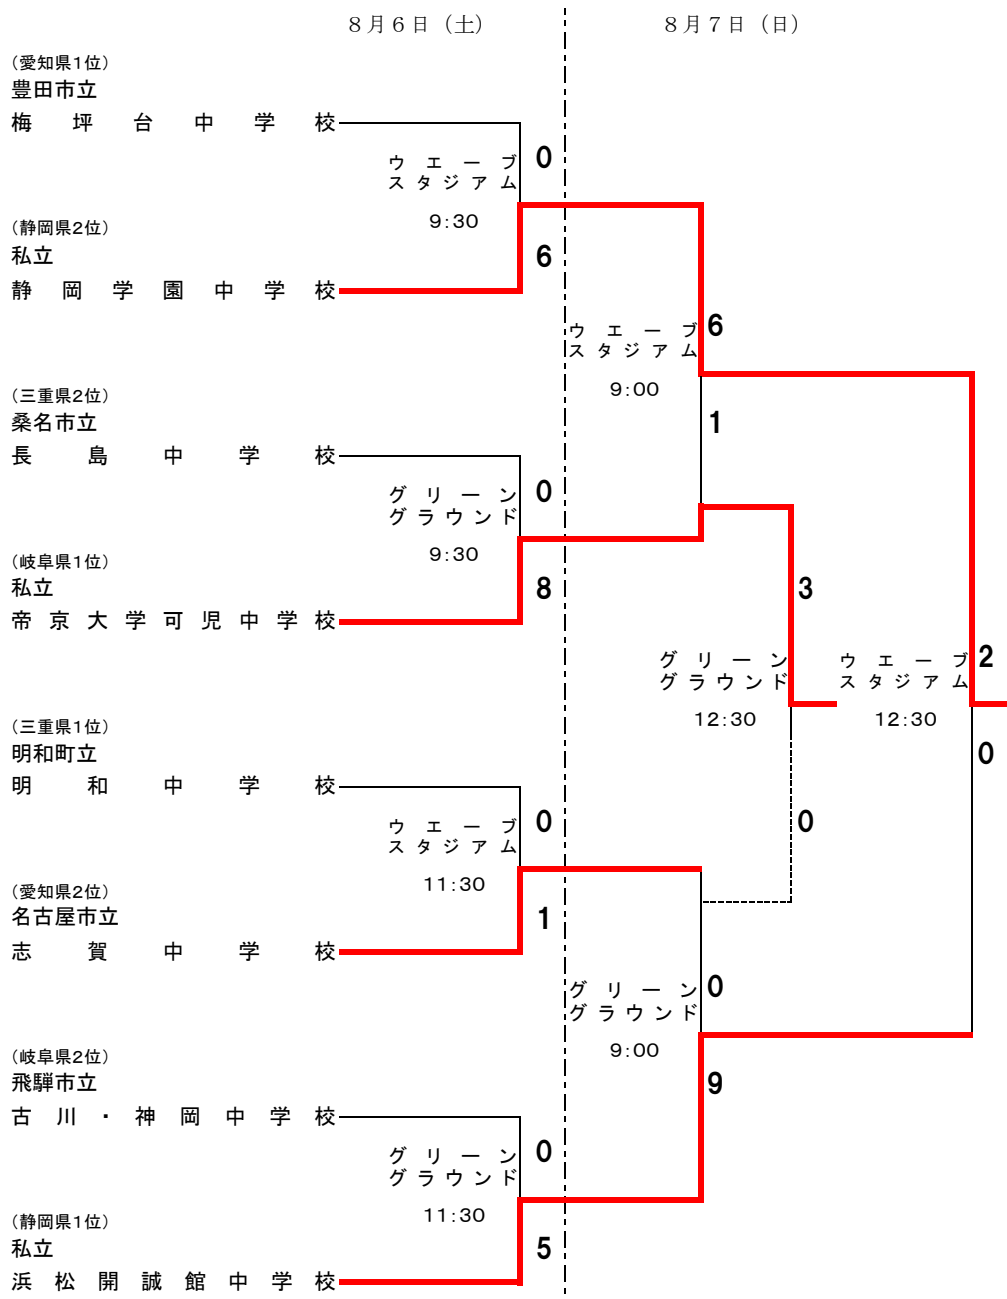 8月6日（土）
8月7日（日）
（愛知県1位）
豊田市立
梅坪台中学校
0
ウエーブ
スタジアム
9:30
（静岡県2位）
私立
6
静岡学園中学校
6
ウエーブ
スタジアム
9:00
（三重県2位）
桑名市立
1
長島中学校
0
グリーン
グラウンド
9:30
（岐阜県1位）
私立
8
3
帝京大学可児中学校
グリーン
グラウンド
12:30
ウエーブ
スタジアム
12:30
2
（三重県1位）
明和町立
0
明和中学校
0
0
ウエーブ
スタジアム
11:30
（愛知県2位）
名古屋市立
1
志賀中学校
0
グリーン
グラウンド
9:00
（岐阜県2位）
飛騨市立
9
古川・神岡中学校
0
グリーン
グラウンド
11:30
（静岡県1位）
私立
5
浜松開誠館中学校